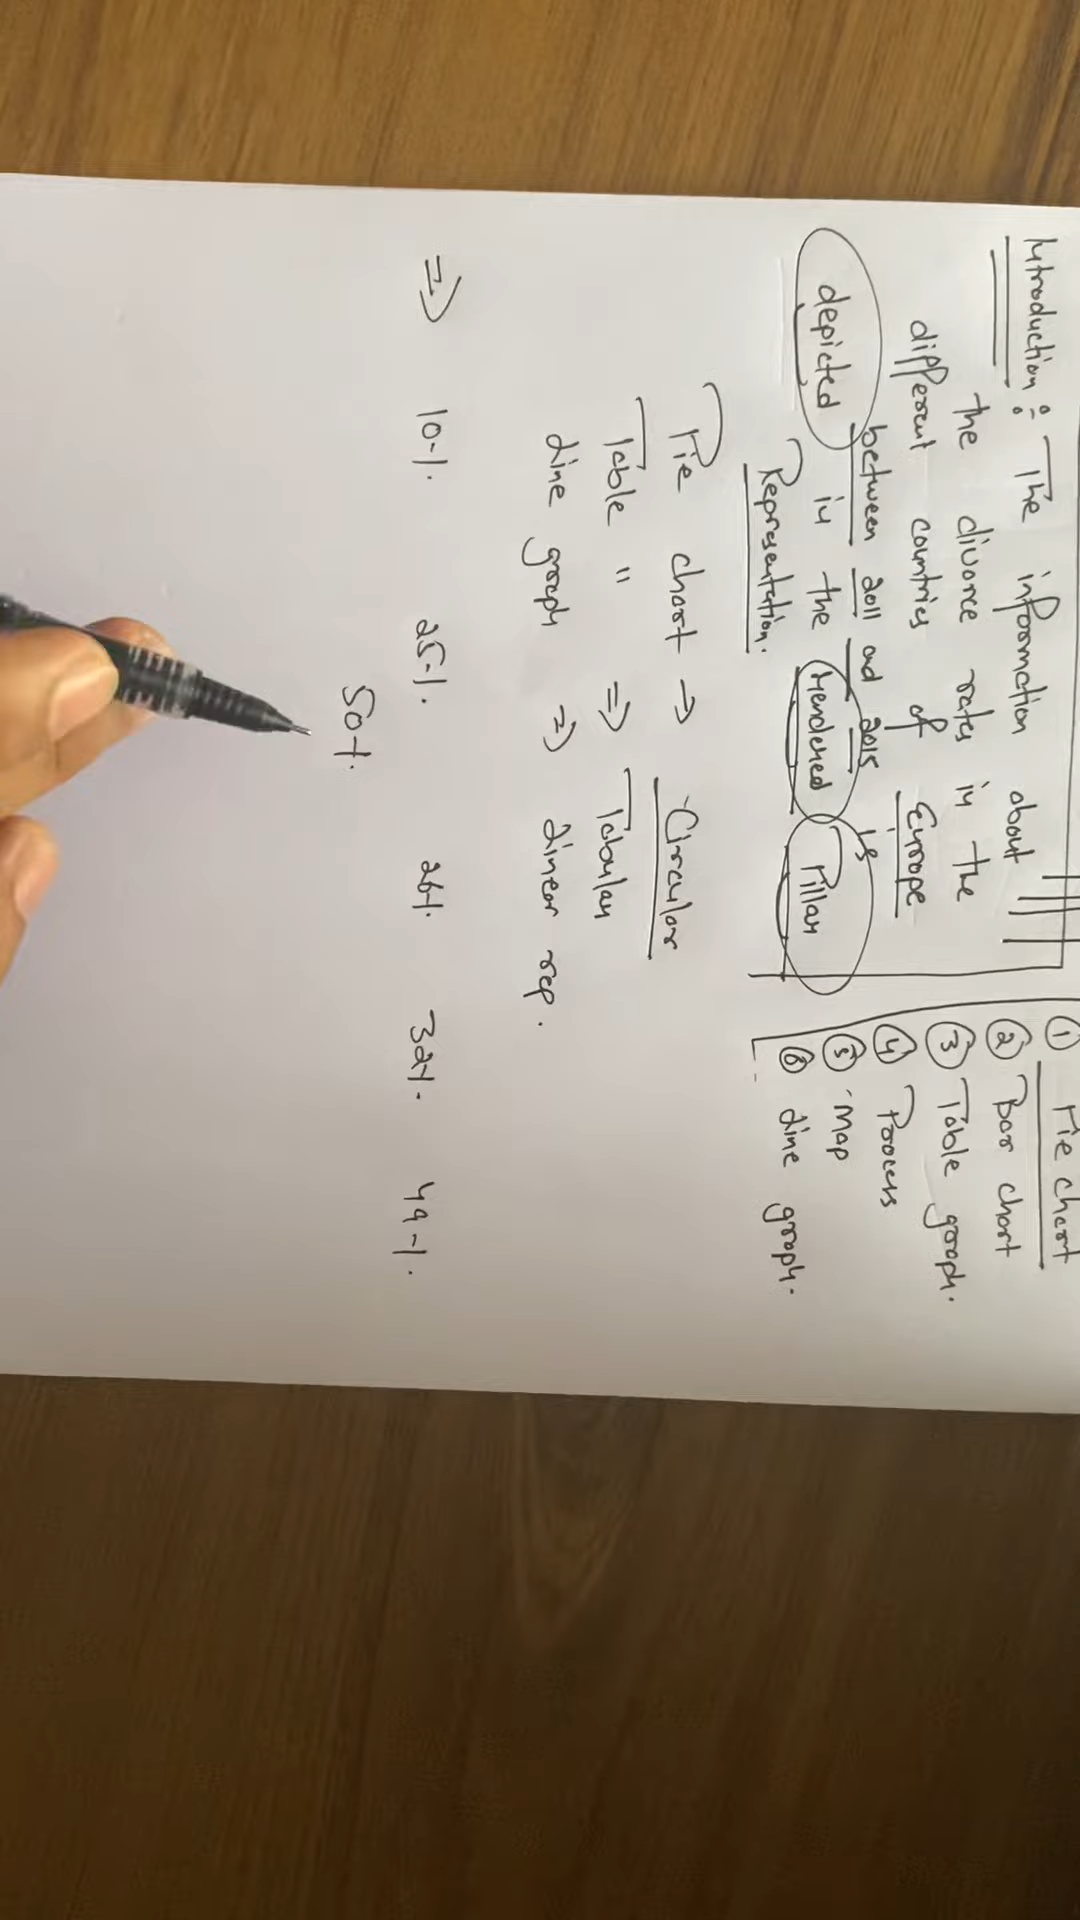 Introduction: The information about
the divorce rates in the
different countries of Europe
between 2011 and 2015 is
depicted in the rendered Pillar
Representation.
Pie chart → Circular
Table " ⇒ Tabular
Line graph ⇒ Linear rep.
⇒ 10%. 25%. 26%. 32%. 49%.
50%.
① Pie chart
② Bar chart
③ Table graph.
④ Process
⑤ Map
⑥ Line graph.